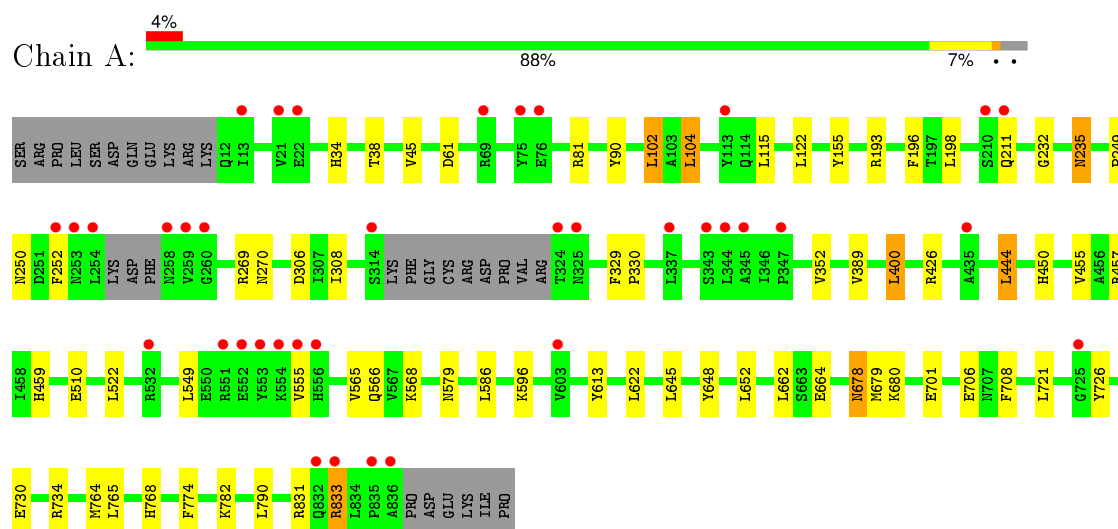 4%
Chain A:
88% 7% • •
SER ARG PRO LEU SER ASP GLN GLU LYS ARG LYS Q12 I13 V21 E22 H34 T38 V45 D61 R69 Y75 E76 R81 Y90 L102 A103 L104 Y113 Q114 L115 L122 Y155 R193 F196 T197 L198 S210 Q211 G232 N235
N250 D251 F252 N253 L254 LYS ASP PHE N258 V259 G260 R269 N270 D306 I307 I308 S314 LYS PHE GLY CYS ARG ASP PRO VAL ARG T324 N325 F329 P330 L337 S343 L344 A345 I346 P347 V352 V389 L400 R426 A435 L444 H450 V455 A456
I458 H459 E510 L522 R532 L549 E550 R551 E552 Y553 K554 V555 H556 V565 Q566 V567 K568 N579 L586 K596 V603 Y613 L622 L645 Y648 L652 L662 S663 E664 N678 M679 K680 E701 E706 N707 F708 L721 G725 Y726
E730 R734 M764 L765 H768 F774 K782 L790 R831 Q832 R833 L834 P835 A836 PRO ASP GLU LYS ILE PRO